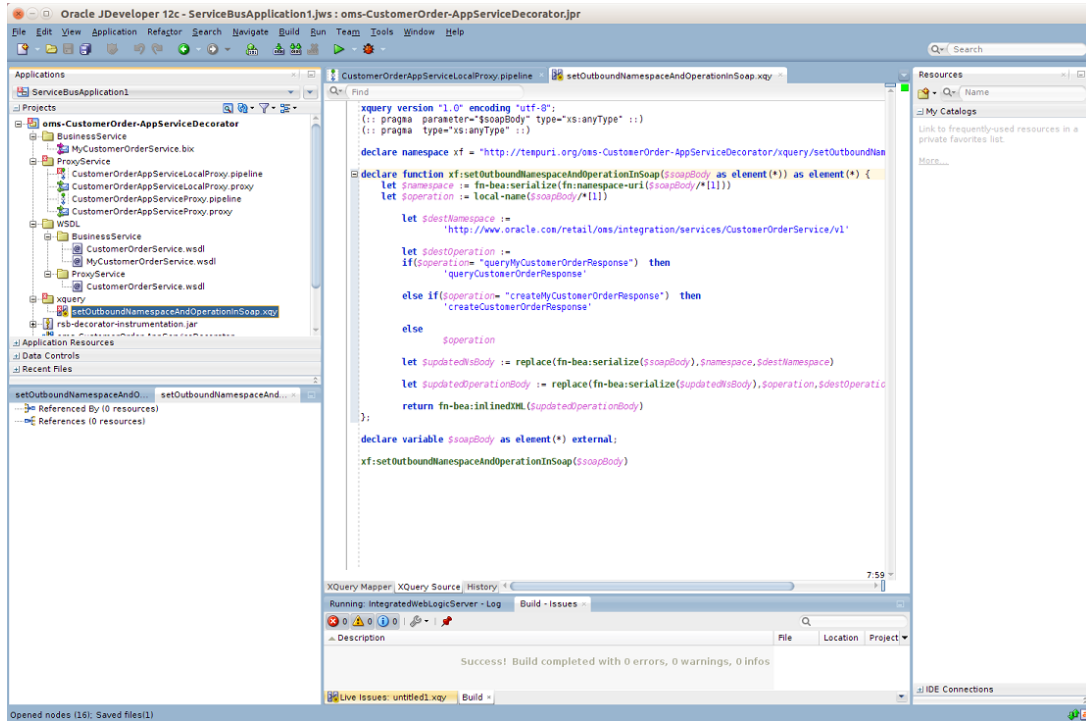 Oracle JDeveloper 12c - ServiceBusApplication1.jws : oms-CustomerOrder-AppServiceDecorator.jpr
File Edit View Application Refactor Search Navigate Build Run Team Tools Window Help
Search
Applications
ServiceBusApplication1
Projects
oms-CustomerOrder-AppServiceDecorator
BusinessService
MyCustomerOrderService.bix
ProxyService
CustomerOrderAppServiceLocalProxy.pipeline
CustomerOrderAppServiceLocalProxy.proxy
CustomerOrderAppServiceProxy.pipeline
CustomerOrderAppServiceProxy.proxy
WSDL
BusinessService
CustomerOrderService.wsdl
MyCustomerOrderService.wsdl
ProxyService
CustomerOrderService.wsdl
xquery
setOutboundNamespaceAndOperationInSoap.xqy
rsb-decorator-instrumentation.jar
Application Resources
Data Controls
Recent Files
setOutboundNamespaceAndO... setOutboundNamespaceAnd...
Referenced By (0 resources)
References (0 resources)
CustomerOrderAppServiceLocalProxy.pipeline setOutboundNamespaceAndOperationInSoap.xqy
Find
xquery version "1.0" encoding "utf-8";
(:: pragma parameter="$soapBody" type="xs:anyType" ::)
(:: pragma type="xs:anyType" ::)
declare namespace xf = "http://tempuri.org/oms-CustomerOrder-AppServiceDecorator/xquery/setOutboundNam
declare function xf:setOutboundNamespaceAndOperationInSoap($soapBody as element(*)) as element(*) {
let $namespace := fn-bea:serialize(fn:namespace-uri($soapBody/*[1]))
let $operation := local-name($soapBody/*[1])
let $destNamespace :=
'http://www.oracle.com/retail/oms/integration/services/CustomerOrderService/v1'
let $destOperation :=
if($operation= "queryMyCustomerOrderResponse") then
'queryCustomerOrderResponse'
else if($operation= "createMyCustomerOrderResponse") then
'createCustomerOrderResponse'
else
$operation
let $updatedNsBody := replace(fn-bea:serialize($soapBody),$namespace,$destNamespace)
let $updatedOperationBody := replace(fn-bea:serialize($updatedNsBody),$operation,$destOperatio
return fn-bea:inlinedXML($updatedOperationBody)
};
declare variable $soapBody as element(*) external;
xf:setOutboundNamespaceAndOperationInSoap($soapBody)
7:59
XQuery Mapper XQuery Source History
Running: IntegratedWebLogicServer - Log Build - Issues
0 0 0
Description File Location Project
Success! Build completed with 0 errors, 0 warnings, 0 infos
Live Issues: untitled1.xqy Build
Resources
Name
My Catalogs
Link to frequently-used resources in a
private favorites list.
More...
IDE Connections
Opened nodes (16); Saved files(1)